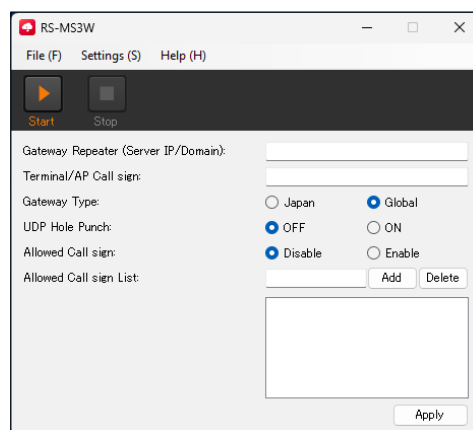 RS-MS3W
File (F) Settings (S) Help (H)
Start Stop
Gateway Repeater (Server IP/Domain):
Terminal/AP Call sign:
Gateway Type: Japan Global
UDP Hole Punch: OFF ON
Allowed Call sign: Disable Enable
Allowed Call sign List: Add Delete
Apply